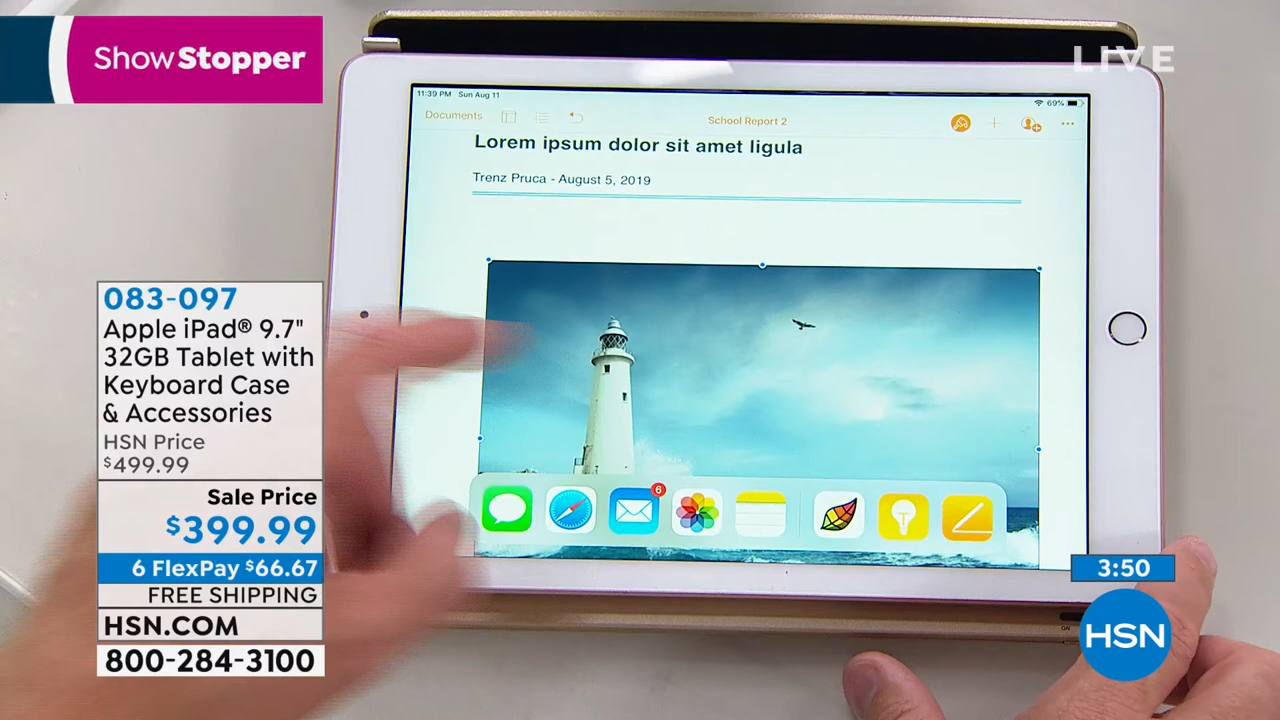 ShowStopper
LIVE
11:39 PM Sun Aug 11
69%
Documents
School Report 2
Lorem ipsum dolor sit amet ligula
Trenz Pruca - August 5, 2019
6
083-097
Apple iPad® 9.7"
32GB Tablet with
Keyboard Case
& Accessories
HSN Price
$499.99
Sale Price
$399.99
6 FlexPay $66.67
FREE SHIPPING
HSN.COM
800-284-3100
3:50
HSN
ON